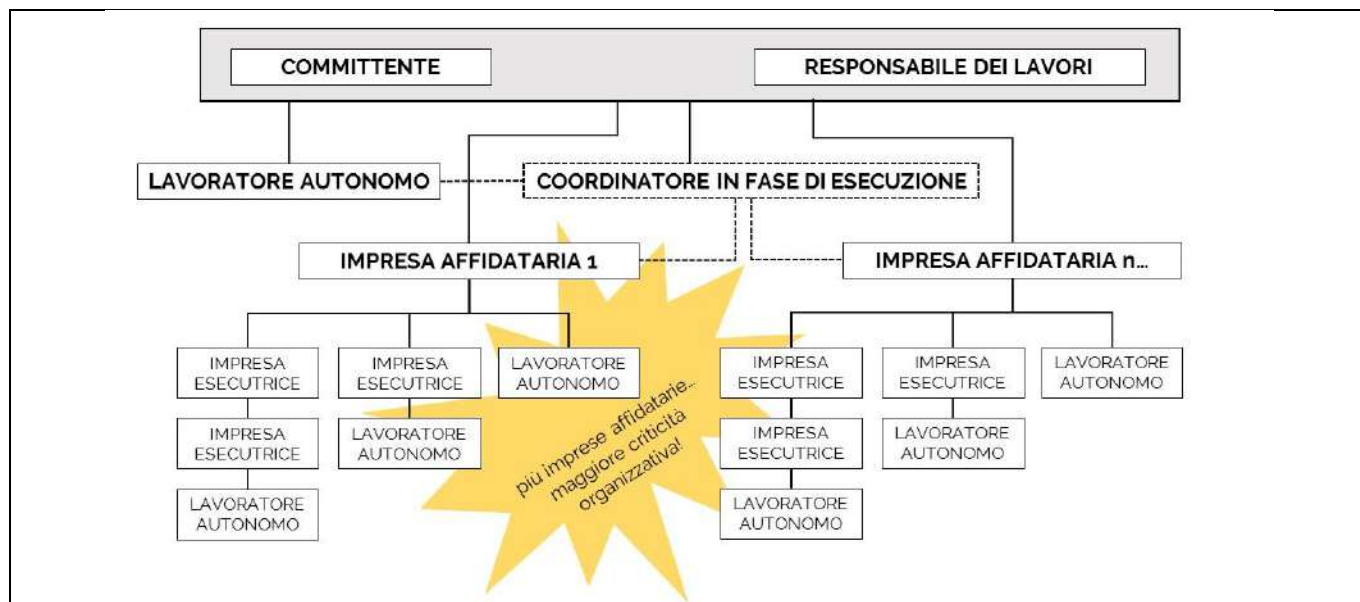 COMMITTENTE
RESPONSABILE DEI LAVORI
LAVORATORE AUTONOMO
COORDINATORE IN FASE DI ESECUZIONE
IMPRESA AFFIDATARIA 1
IMPRESA AFFIDATARIA n...
IMPRESA
ESECUTRICE
IMPRESA
ESECUTRICE
LAVORATORE
AUTONOMO
IMPRESA
ESECUTRICE
LAVORATORE
AUTONOMO
LAVORATORE
AUTONOMO
più imprese affidatarie...
maggiore criticità
organizzativa!
IMPRESA
ESECUTRICE
IMPRESA
ESECUTRICE
LAVORATORE
AUTONOMO
IMPRESA
ESECUTRICE
LAVORATORE
AUTONOMO
LAVORATORE
AUTONOMO